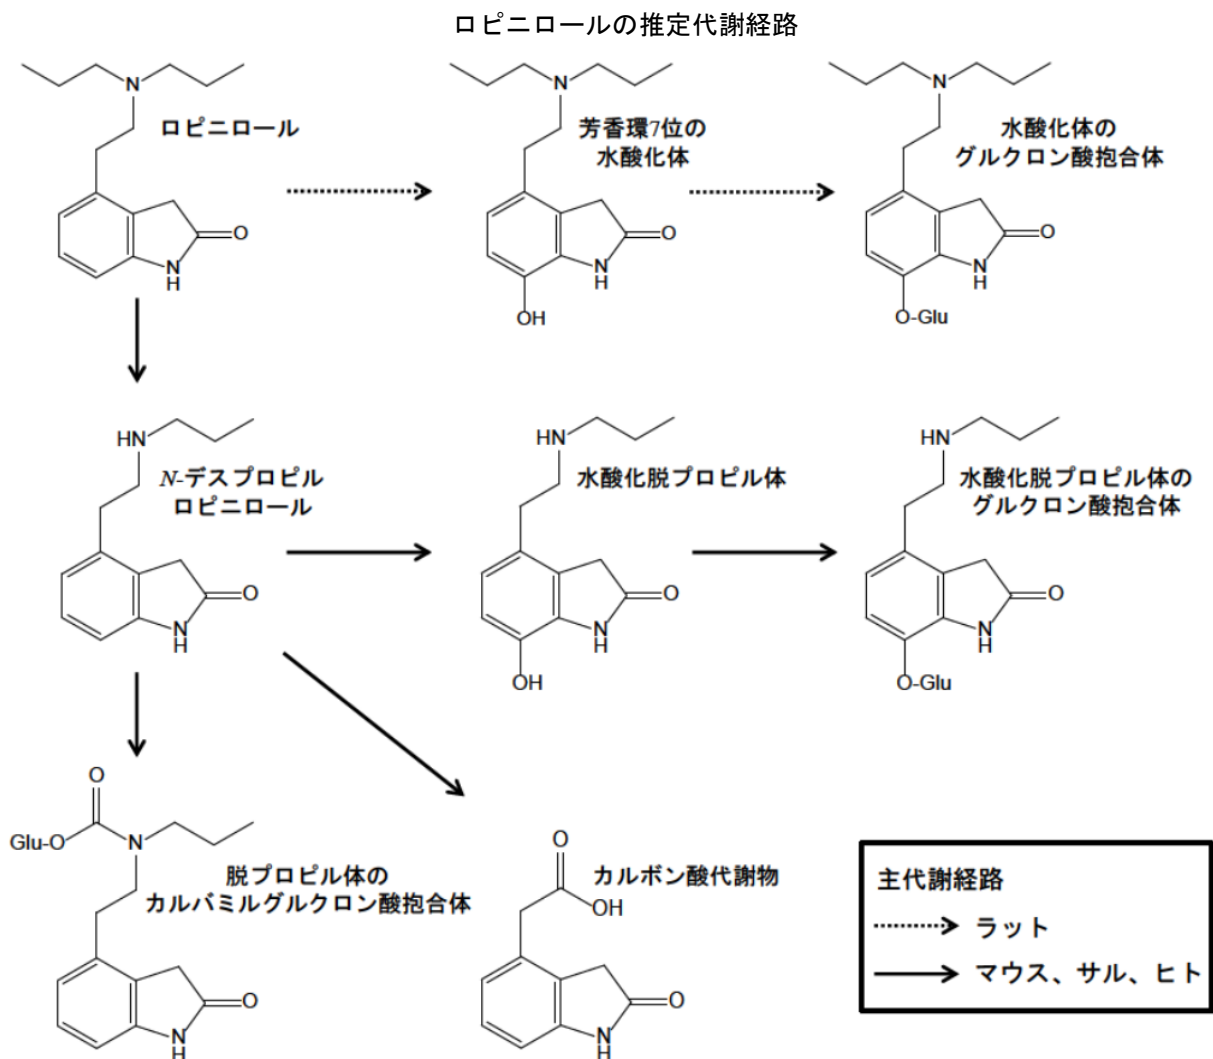 ロピニロールの推定代謝経路
N
ロピニロール
O
N
H
N
芳香環7位の
水酸化体
O
N
H
OH
N
水酸化体の
グルクロン酸抱合体
O
N
H
O-Glu
HN
N-デスプロピル
ロピニロール
O
N
H
HN
水酸化脱プロピル体
O
N
H
OH
HN
水酸化脱プロピル体の
グルクロン酸抱合体
O
N
H
O-Glu
O
Glu-O
N
脱プロピル体の
カルバミルグルクロン酸抱合体
O
N
H
O
カルボン酸代謝物
OH
O
N
H
主代謝経路
ラット
マウス、サル、ヒト